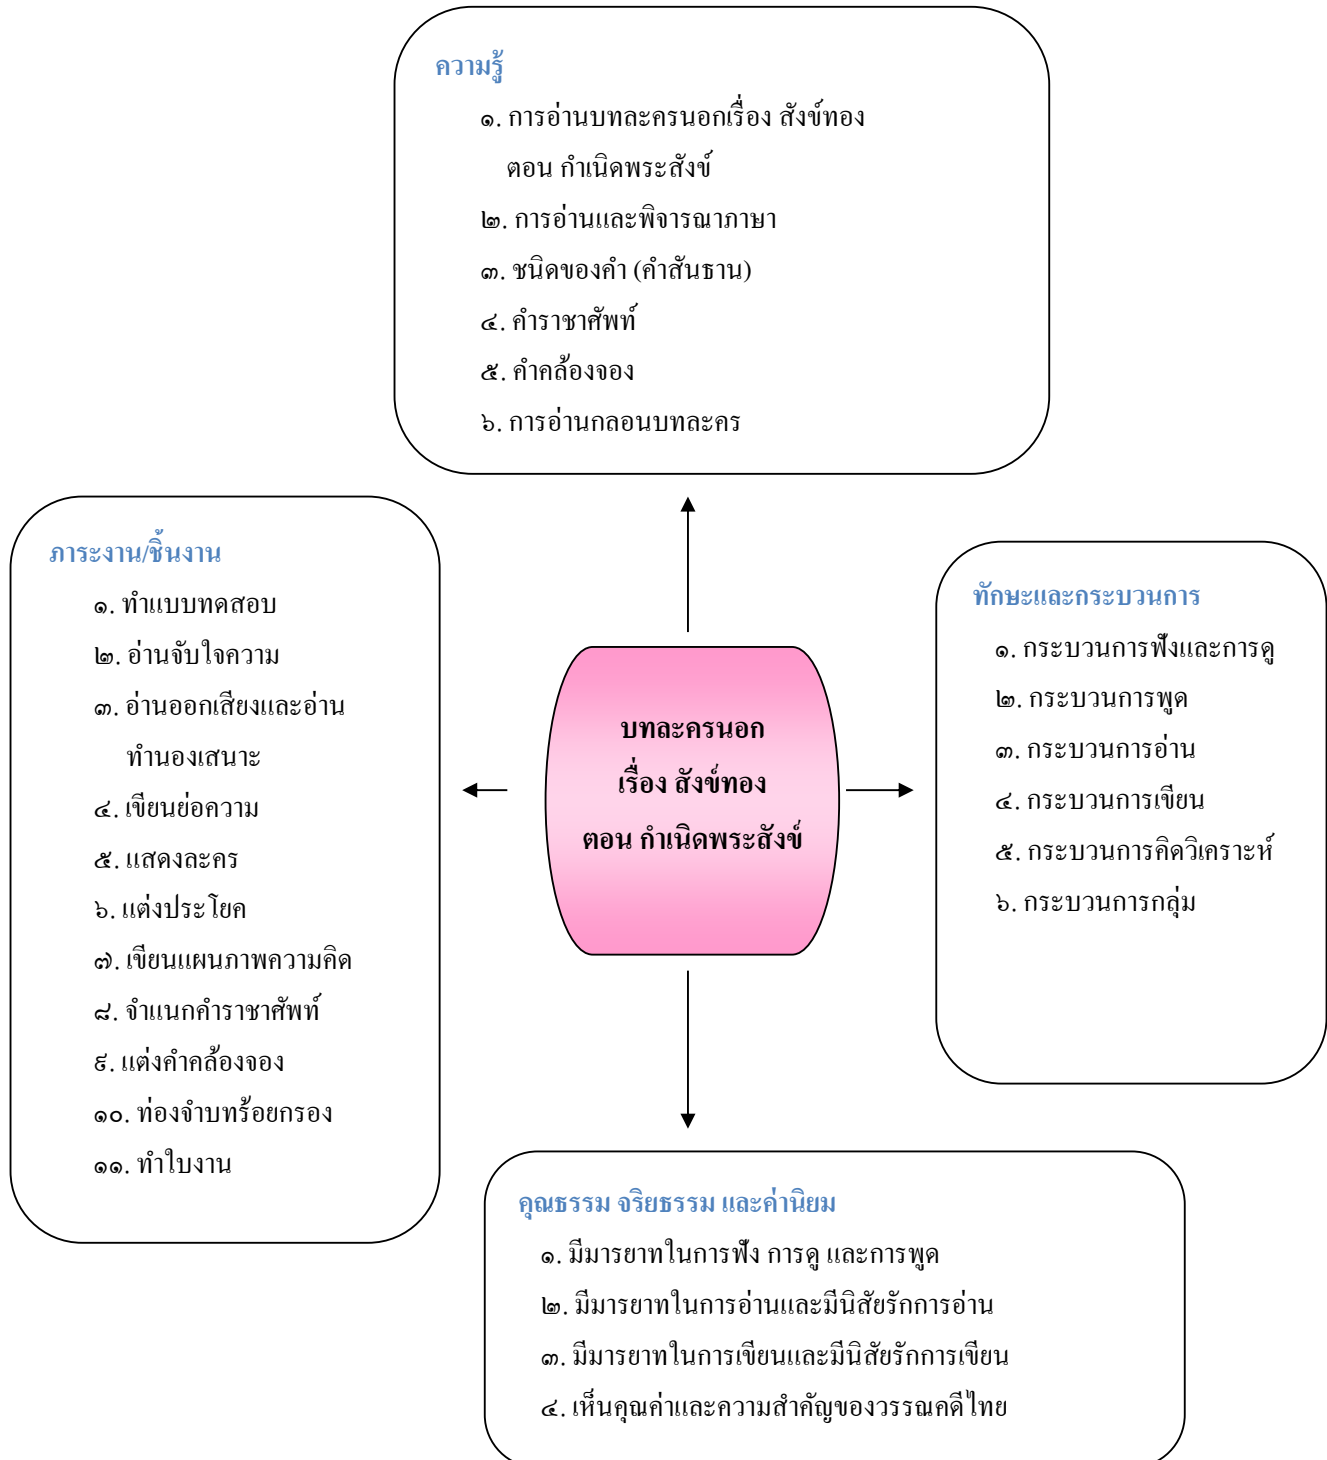 ความรู้
๑. การอ่านบทละครนอกเรื่อง สังข์ทอง
ตอน กำเนิดพระสังข์
๒. การอ่านและพิจารณาภาษา
๓. ชนิดของคำ (คำสันธาน)
๔. คำราชาศัพท์
๕. คำคล้องจอง
๖. การอ่านกลอนบทละคร
ภาระงาน/ชิ้นงาน
๑. ทำแบบทดสอบ
๒. อ่านจับใจความ
๓. อ่านออกเสียงและอ่าน
ทำนองเสนาะ
๔. เขียนย่อความ
๕. แสดงละคร
๖. แต่งประโยค
๗. เขียนแผนภาพความคิด
๘. จำแนกคำราชาศัพท์
๙. แต่งคำคล้องจอง
๑๐. ท่องจำบทร้อยกรอง
๑๑. ทำใบงาน
บทละครนอก
เรื่อง สังข์ทอง
ตอน กำเนิดพระสังข์
ทักษะและกระบวนการ
๑. กระบวนการฟังและการดู
๒. กระบวนการพูด
๓. กระบวนการอ่าน
๔. กระบวนการเขียน
๕. กระบวนการคิดวิเคราะห์
๖. กระบวนการกลุ่ม
คุณธรรม จริยธรรม และค่านิยม
๑. มีมารยาทในการฟัง การดู และการพูด
๒. มีมารยาทในการอ่านและมีนิสัยรักการอ่าน
๓. มีมารยาทในการเขียนและมีนิสัยรักการเขียน
๔. เห็นคุณค่าและความสำคัญของวรรณคดีไทย